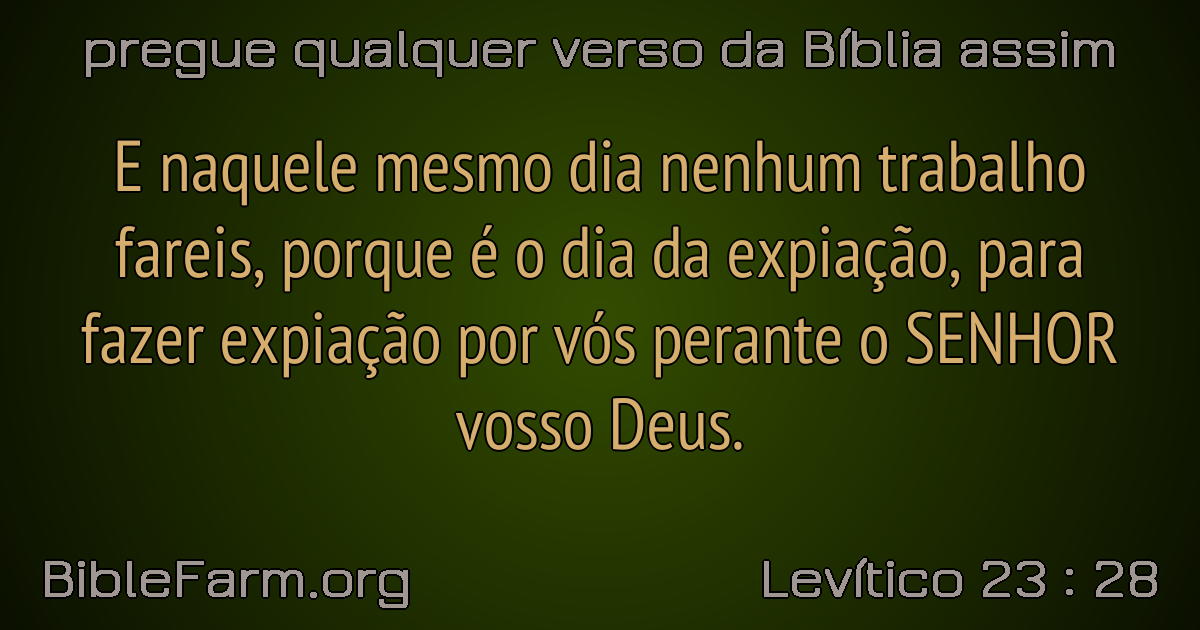 pregue qualquer verso da Bíblia assim
E naquele mesmo dia nenhum trabalho
fareis, porque é o dia da expiação, para
fazer expiação por vós perante o SENHOR
vosso Deus.
BibleFarm.org
Levítico 23 : 28